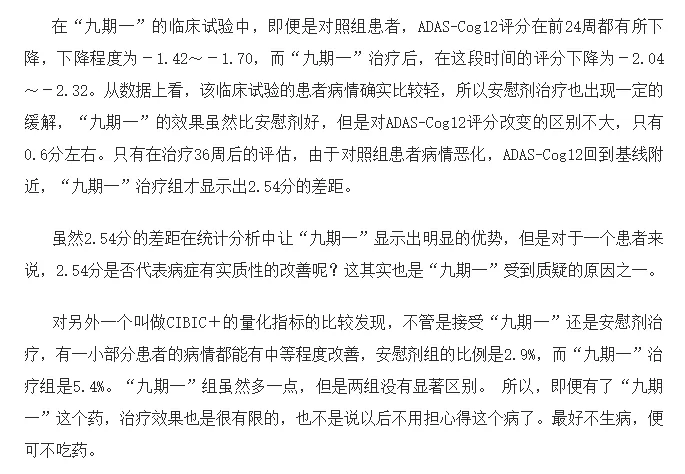 在“九期一”的临床试验中，即便是对照组患者，ADAS-Cog12评分在前24周都有所下
降，下降程度为－1.42～－1.70，而“九期一”治疗后，在这段时间的评分下降为－2.04
～－2.32。从数据上看，该临床试验的患者病情确实比较轻，所以安慰剂治疗也出现一定的
缓解，“九期一”的效果虽然比安慰剂好，但是对ADAS-Cog12评分改变的区别不大，只有
0.6分左右。只有在治疗36周后的评估，由于对照组患者病情恶化，ADAS-Cog12回到基线附
近，“九期一”治疗组才显示出2.54分的差距。
虽然2.54分的差距在统计分析中让“九期一”显示出明显的优势，但是对于一个患者来
说，2.54分是否代表病症有实质性的改善呢？这其实也是“九期一”受到质疑的原因之一。
对另外一个叫做CIBIC＋的量化指标的比较发现，不管是接受“九期一”还是安慰剂治
疗，有一小部分患者的病情都能有中等程度改善，安慰剂组的比例是2.9%，而“九期一”治
疗组是5.4%。“九期一”组虽然多一点，但是两组没有显著区别。 所以，即便有了“九期
一”这个药，治疗效果也是很有限的，也不是说以后不用担心得这个病了。最好不生病，便
可不吃药。